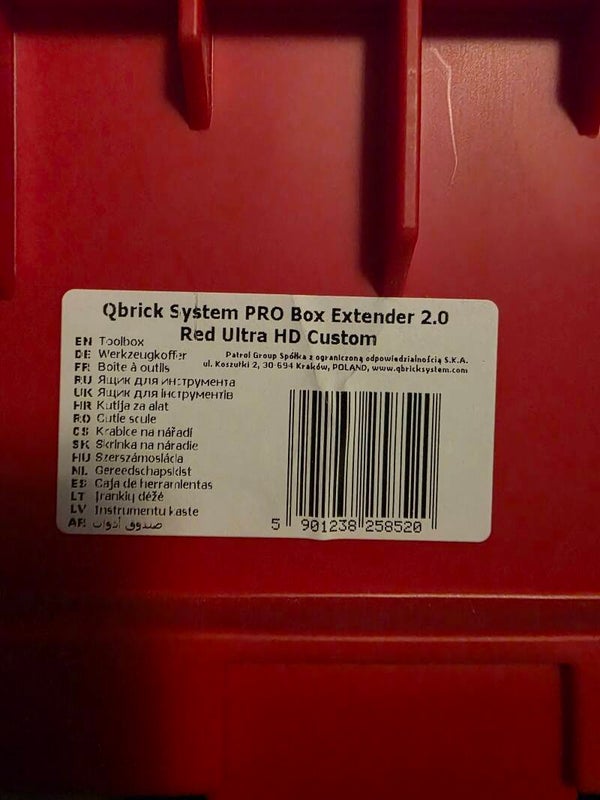 Qbrick System PRO Box Extender 2.0
Red Ultra HD Custom
Patrol Group Spółka z ograniczoną odpowiedzialnością S.K.A.
ul. Koszutki 2, 30-694 Kraków, POLAND, www.qbricksystem.com
EN Toolbox
DE Werkzeugkoffer
FR Boite à outils
RU Ящик для инструмента
UK Ящик для інструментів
HR Kutija za alat
RO Cutie scule
CS Krabice na nářadí
SK Skrinka na náradie
HU Szerszámosláda
NL Gereedschapskist
ES Caja de herramientas
LT Įrankių dėžė
LV Instrumentu kaste
AR صندوق أدوات
5 901238 258520